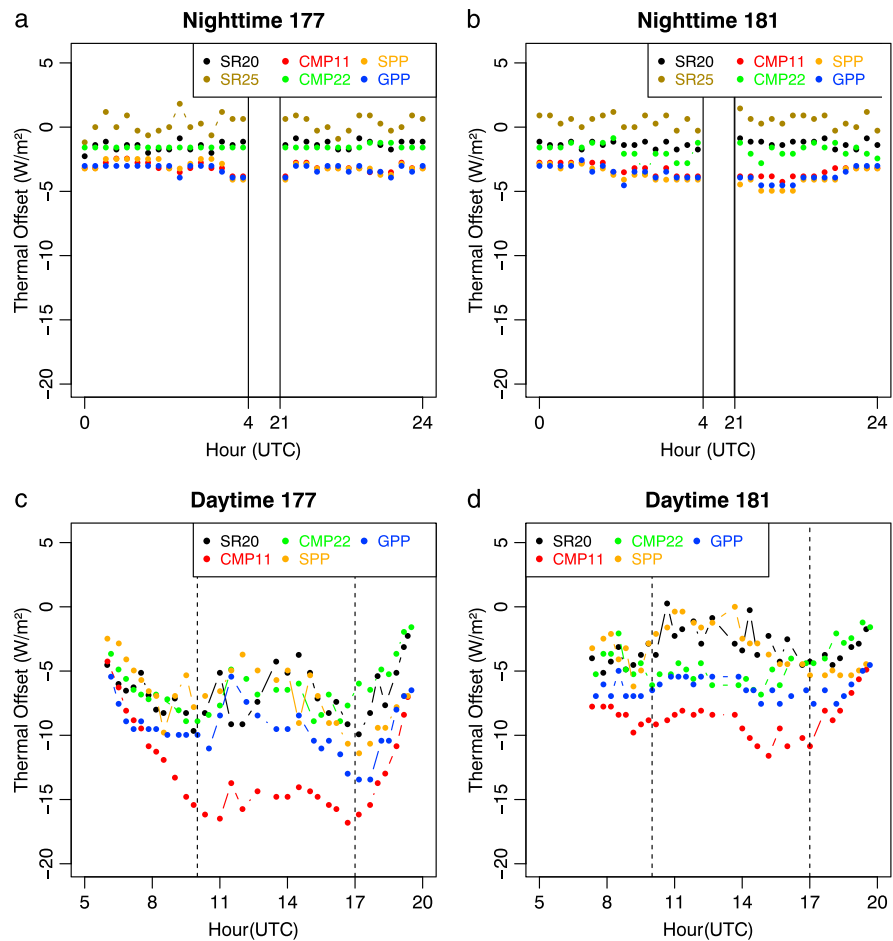 a
Nighttime 177
SR20 CMP11 SPP
SR25 CMP22 GPP
Thermal Offset (W/m²)
5
0
−5
−10
−15
−20
0 4 21 24
Hour (UTC)
b
Nighttime 181
SR20 CMP11 SPP
SR25 CMP22 GPP
Thermal Offset (W/m²)
5
0
−5
−10
−15
−20
0 4 21 24
Hour (UTC)
c
Daytime 177
SR20 CMP22 GPP
CMP11 SPP
Thermal Offset (W/m²)
5
0
−5
−10
−15
−20
5 8 11 14 17 20
Hour(UTC)
d
Daytime 181
SR20 CMP22 GPP
CMP11 SPP
Thermal Offset (W/m²)
5
0
−5
−10
−15
−20
5 8 11 14 17 20
Hour(UTC)